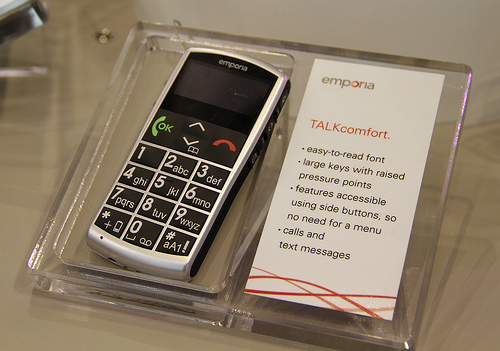 emporia
OK
1 2abc 3def
4ghi 5jkl 6mno
7pqrs 8tuv 9wxyz
*+ 0 #aA1!
emporia
TALKcomfort.
• easy-to-read font
• large keys with raised
pressure points
• features accessible
using side buttons, so
no need for a menu
• calls and
text messages